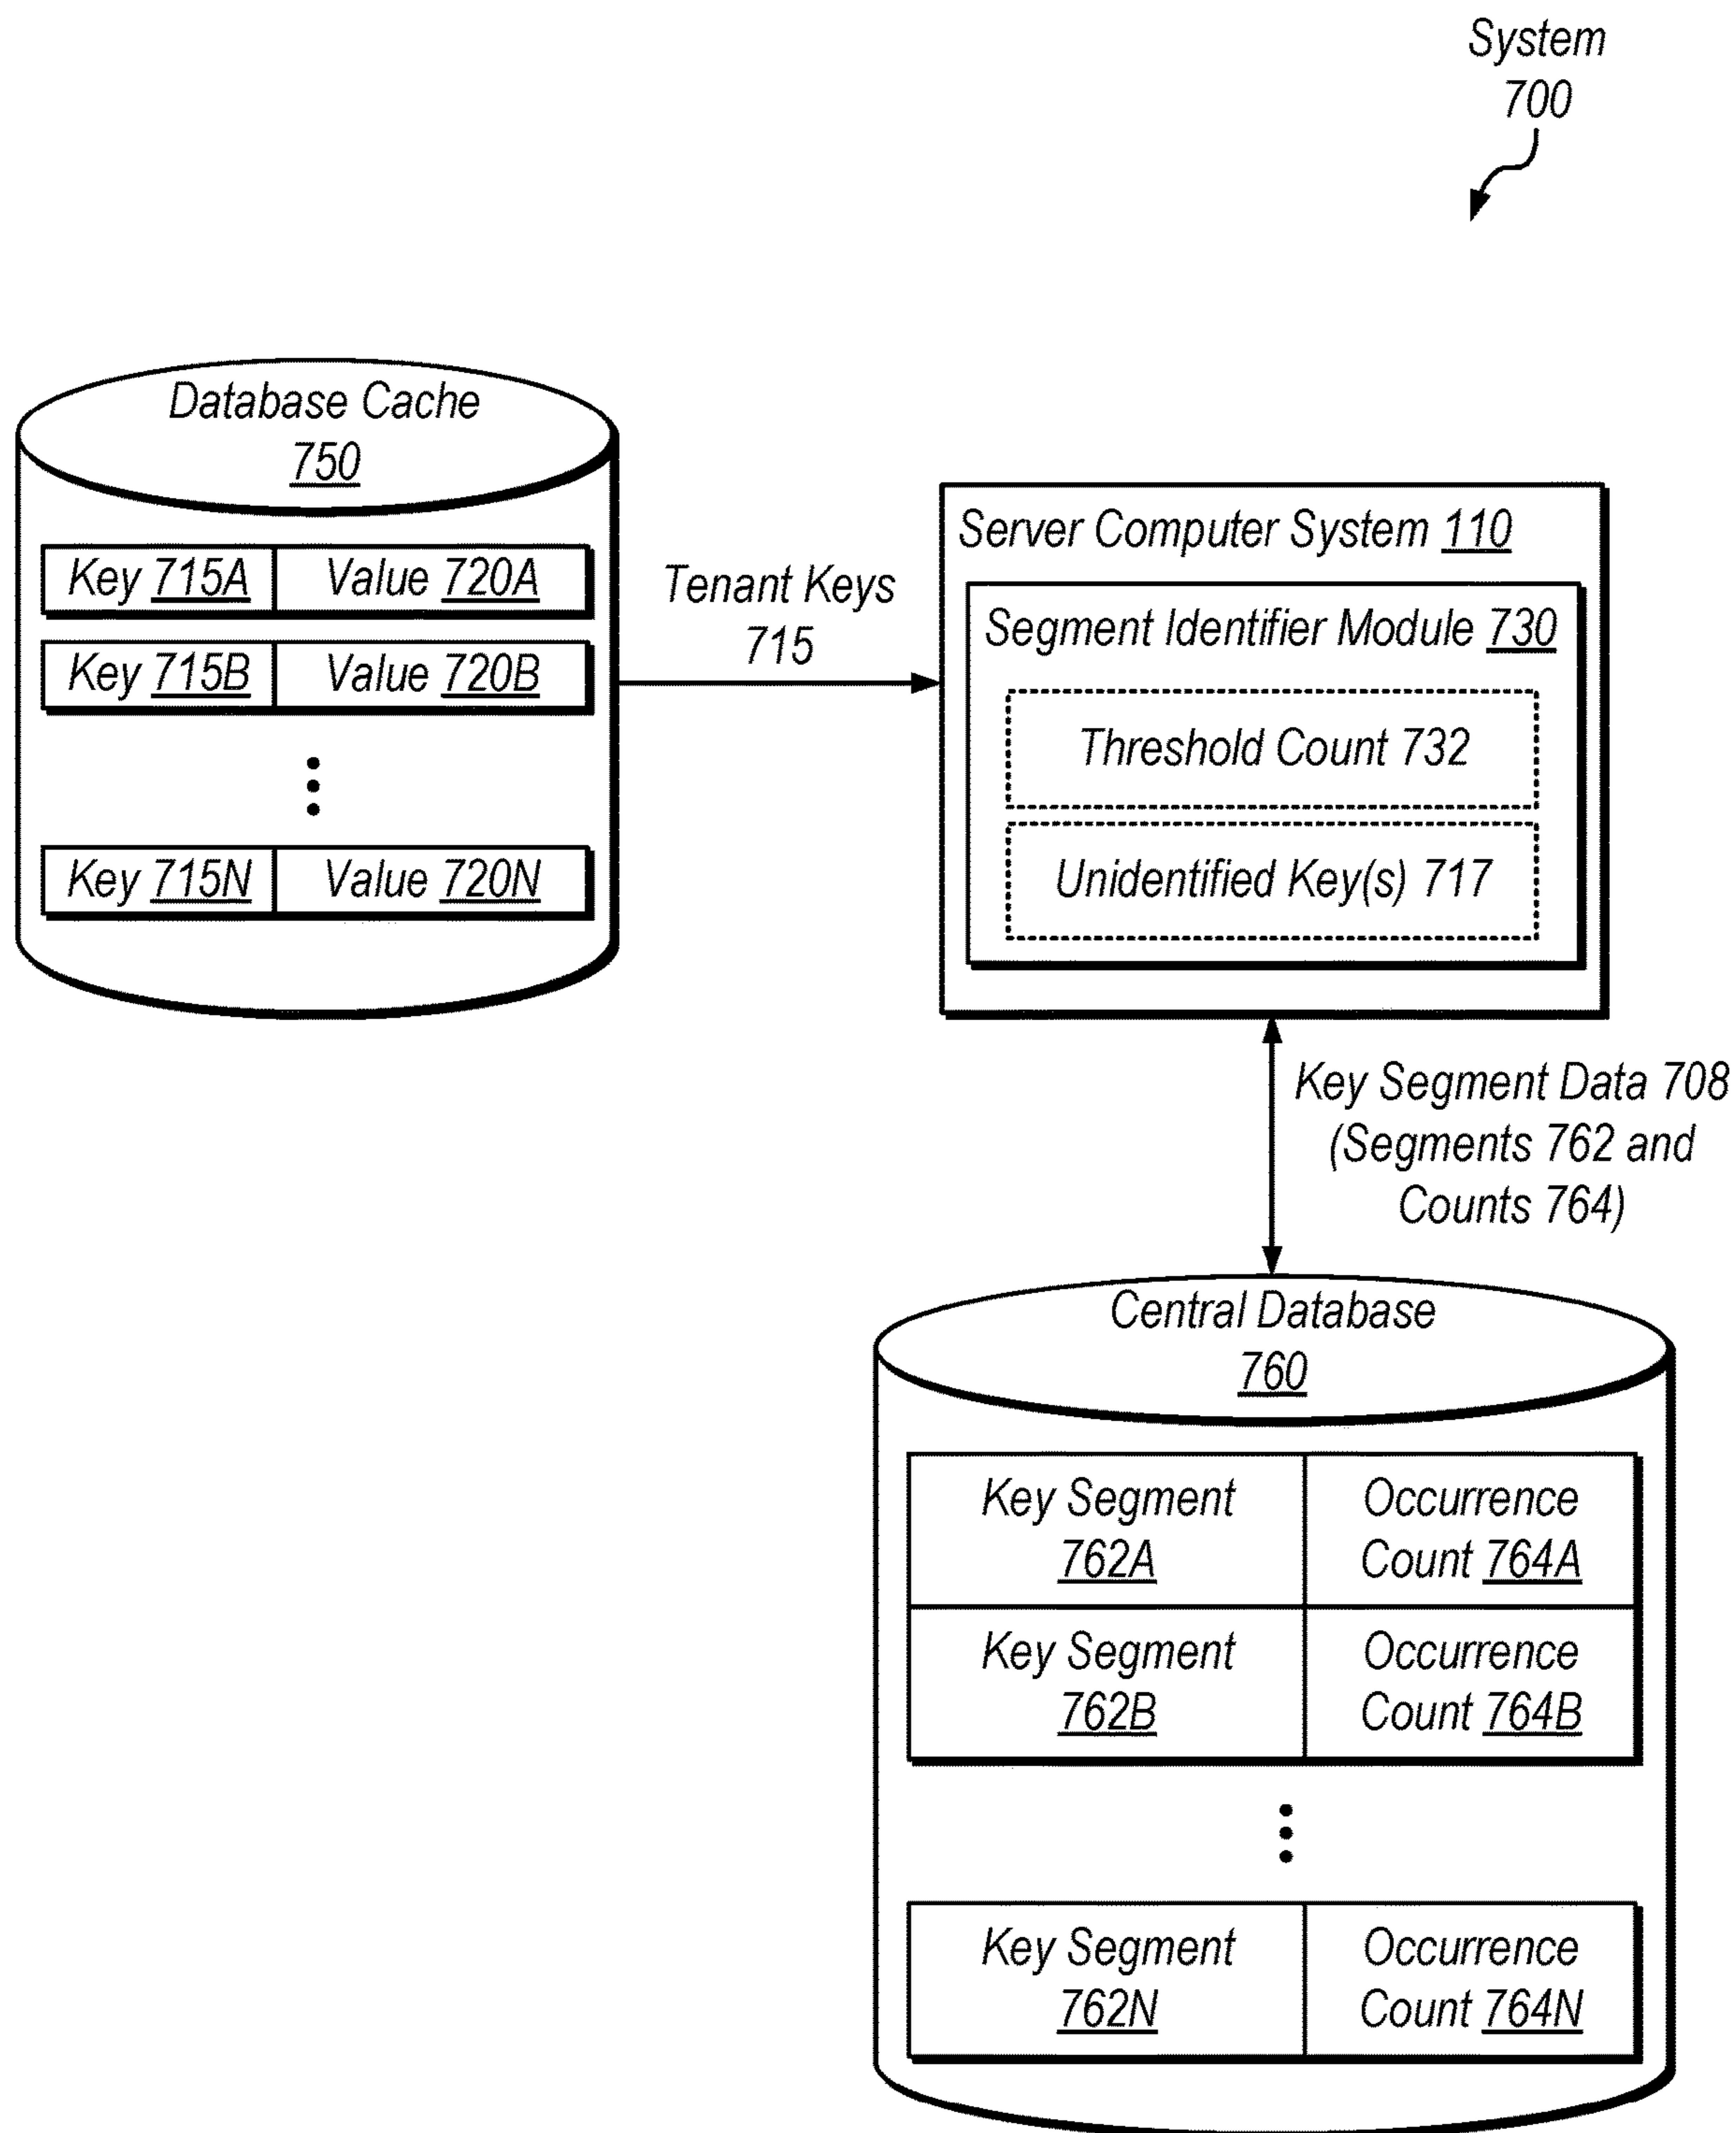 System
700
Database Cache
750
Key 715A Value 720A
Key 715B Value 720B
Key 715N Value 720N
Tenant Keys
715
Server Computer System 110
Segment Identifier Module 730
Threshold Count 732
Unidentified Key(s) 717
Key Segment Data 708
(Segments 762 and
Counts 764)
Central Database
760
Key Segment
762A
Occurrence
Count 764A
Key Segment
762B
Occurrence
Count 764B
Key Segment
762N
Occurrence
Count 764N